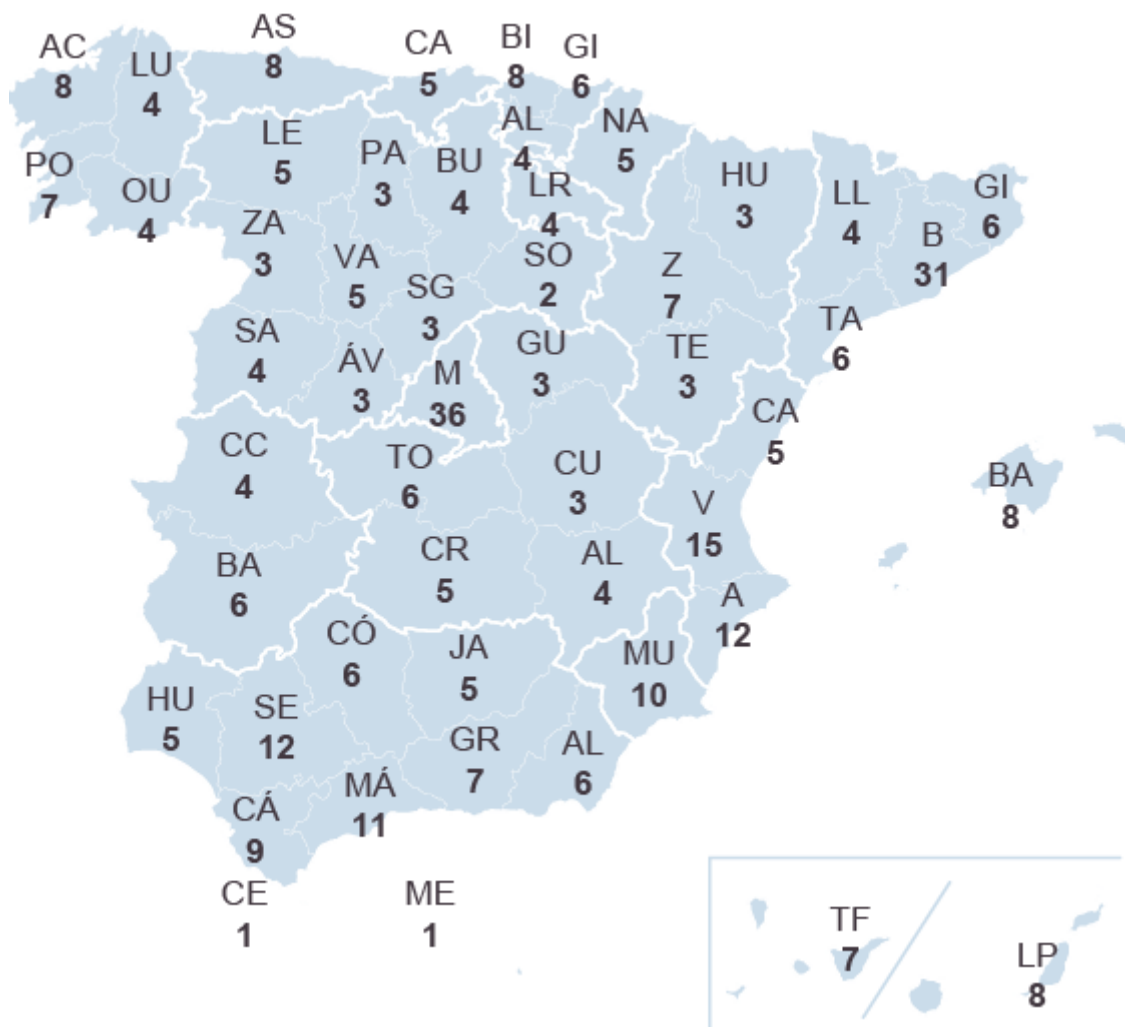 AC
8
LU
4
AS
8
CA
5
BI
8
GI
6
PO
7
OU
4
LE
5
PA
3
BU
4
AL
4
LR
4
NA
5
HU
3
LL
4
B
31
GI
6
ZA
3
VA
5
SG
3
SO
2
Z
7
TA
6
SA
4
ÁV
3
M
36
GU
3
TE
3
CA
5
CC
4
TO
6
CU
3
V
15
BA
8
BA
6
CR
5
AL
4
A
12
CÓ
6
JA
5
MU
10
HU
5
SE
12
GR
7
AL
6
CÁ
9
MÁ
11
CE
1
ME
1
TF
7
LP
8